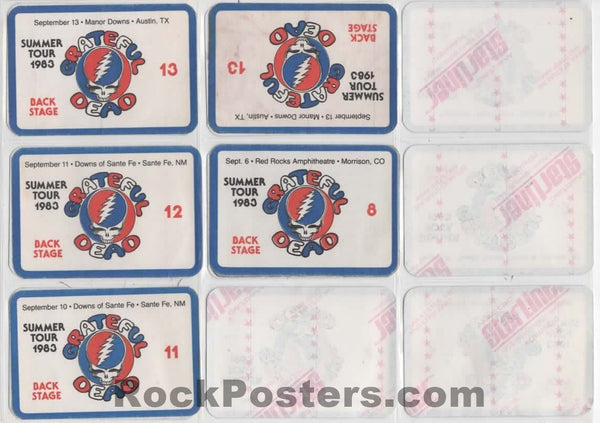 September 13 • Manor Downs • Austin, TX
SUMMER
TOUR
1983
GRATEFUL
DEAD
13
BACK
STAGE
September 13 • Manor Downs • Austin, TX
SUMMER
TOUR
1983
GRATEFUL
DEAD
13
BACK
STAGE
Starliner
September 11 • Downs of Sante Fe • Sante Fe, NM
SUMMER
TOUR
1983
GRATEFUL
DEAD
12
BACK
STAGE
Sept. 6 • Red Rocks Amphitheatre • Morrison, CO
SUMMER
TOUR
1983
GRATEFUL
DEAD
8
BACK
STAGE
Starliner
September 10 • Downs of Sante Fe • Sante Fe, NM
SUMMER
TOUR
1983
GRATEFUL
DEAD
11
BACK
STAGE
Starliner
Starliner
RockPosters.com